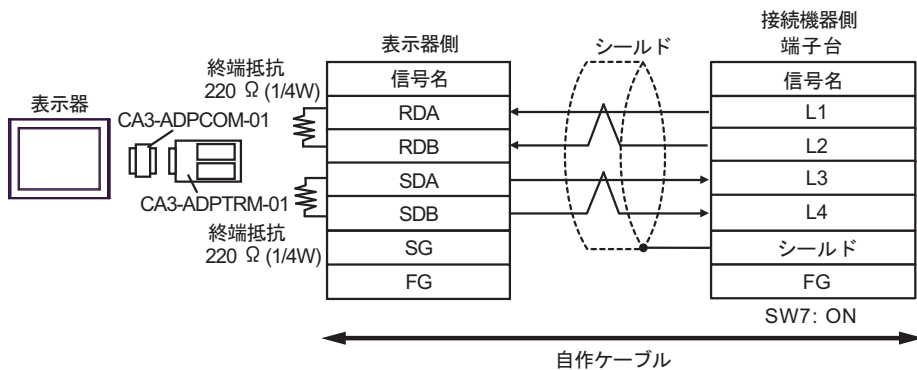 接続機器側
表示器側
シールド
端子台
終端抵抗
220 Ω (1/4W)
信号名
信号名
表示器
CA3-ADPCOM-01
RDA
L1
RDB
L2
SDA
L3
CA3-ADPTRM-01
SDB
L4
終端抵抗
220 Ω (1/4W)
SG
シールド
FG
FG
SW7: ON
自作ケーブル